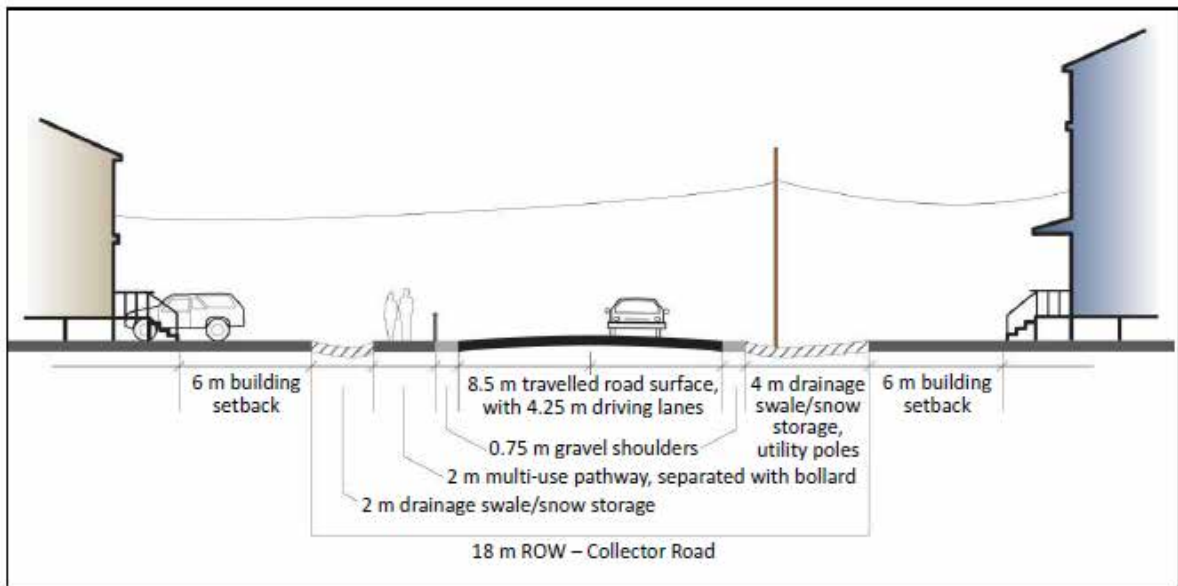 6 m building
setback
8.5 m travelled road surface,
with 4.25 m driving lanes
4 m drainage
swale/snow
storage,
utility poles
6 m building
setback
0.75 m gravel shoulders
2 m multi-use pathway, separated with bollard
2 m drainage swale/snow storage
18 m ROW – Collector Road